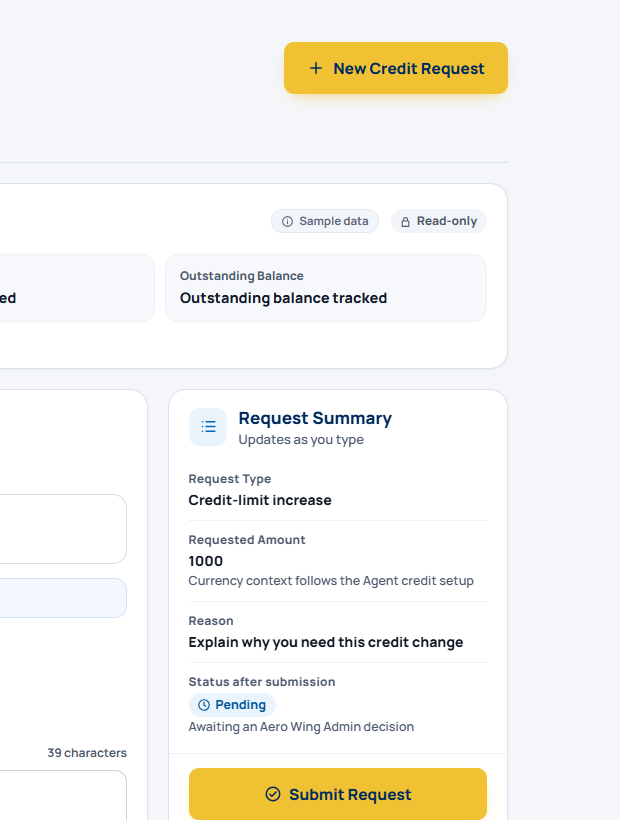 New Credit Request
Sample data
Read-only
ed
Outstanding Balance
Outstanding balance tracked
Request Summary
Updates as you type
Request Type
Credit-limit increase
Requested Amount
1000
Currency context follows the Agent credit setup
Reason
Explain why you need this credit change
Status after submission
Pending
Awaiting an Aero Wing Admin decision
39 characters
Submit Request